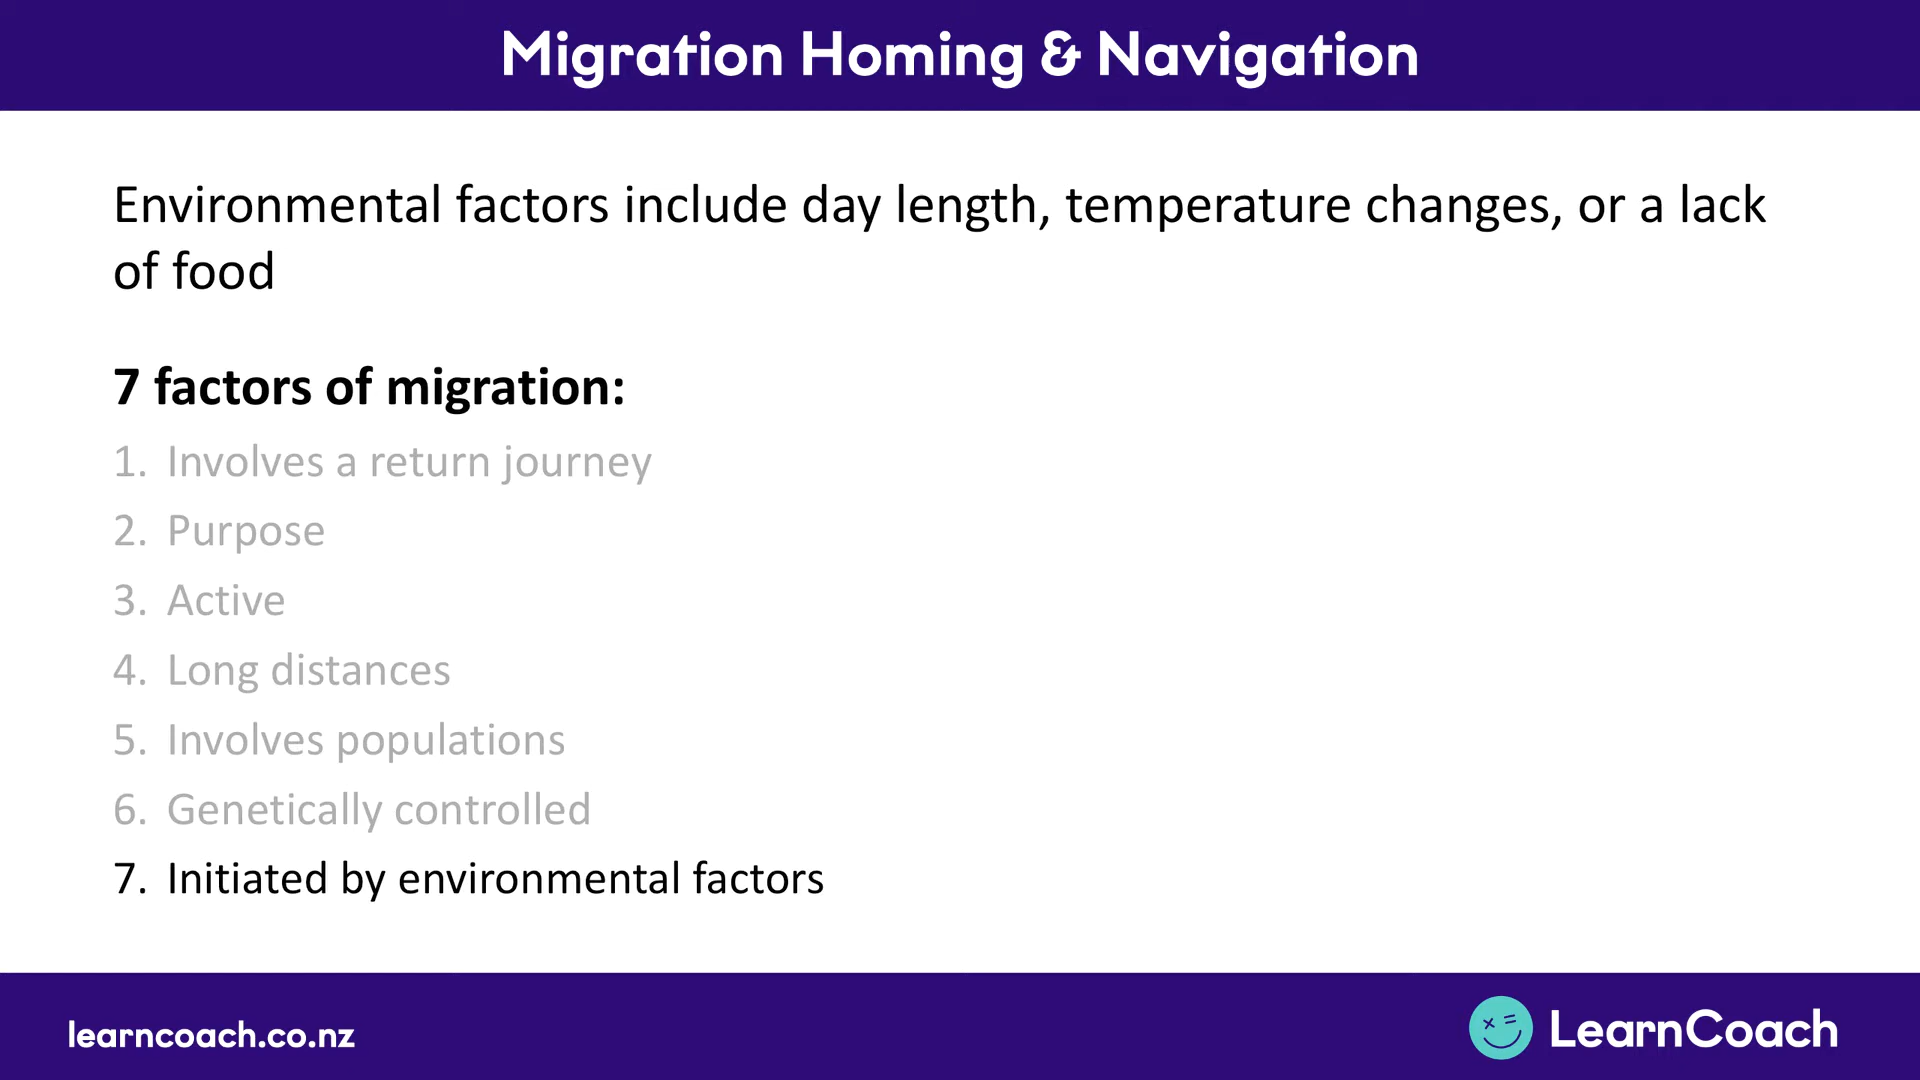 Migration Homing & Navigation
Environmental factors include day length, temperature changes, or a lack
of food
7 factors of migration:
1. Involves a return journey
2. Purpose
3. Active
4. Long distances
5. Involves populations
6. Genetically controlled
7. Initiated by environmental factors
learncoach.co.nz
LearnCoach